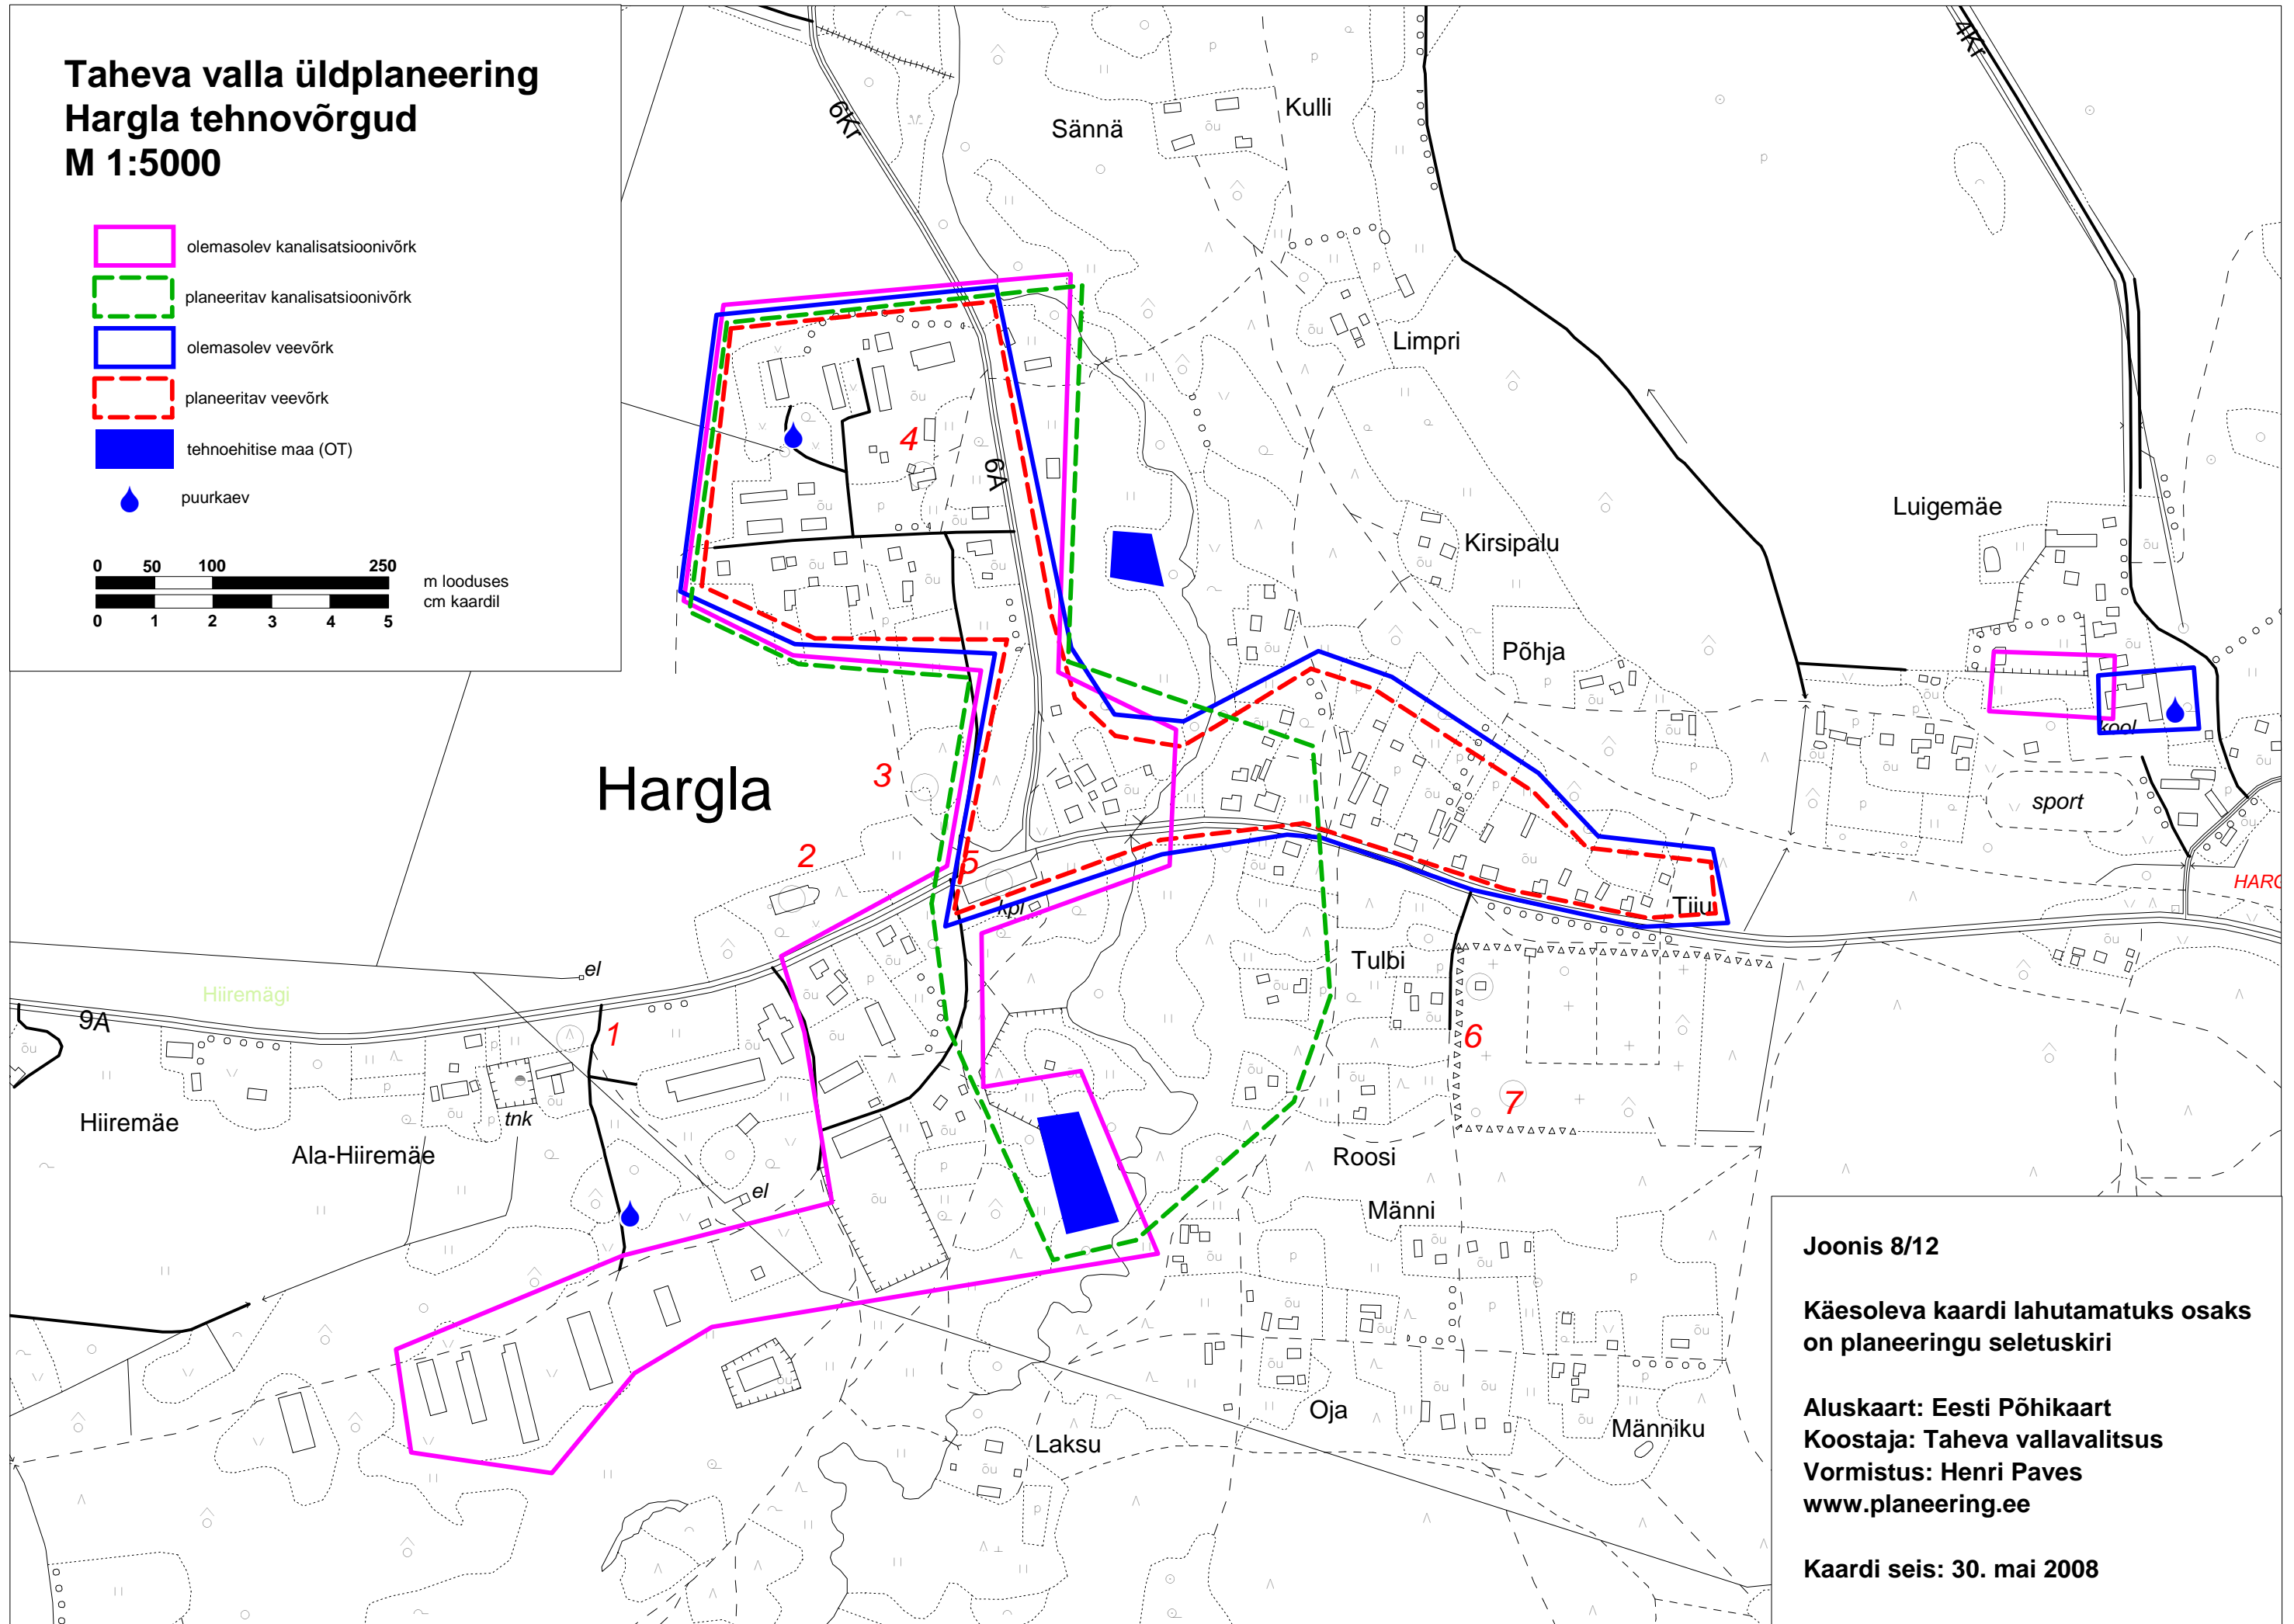 Taheva valla üldplaneering
Hargla tehnovõrgud
M 1:5000
olemasolev kanalisatsioonivõrk
planeeritav kanalisatsioonivõrk
olemasolev veevõrk
planeeritav veevõrk
tehnoehitise maa (OT)
puurkaev
0 50 100 250
m looduses
cm kaardil
0 1 2 3 4 5
6Kr
4Kr
Sännä
Kulli
Limpri
4
6A
Luigemäe
Kirsipalu
Põhja
kool
Hargla
3
sport
2
5
HARG
kpl
Tiiu
el
Tulbi
Hiiremägi
9A
1
6
7
Hiiremäe
tnk
Ala-Hiiremäe
Roosi
el
Männi
Oja
Männiku
Laksu
Joonis 8/12
Käesoleva kaardi lahutamatuks osaks
on planeeringu seletuskiri
Aluskaart: Eesti Põhikaart
Koostaja: Taheva vallavalitsus
Vormistus: Henri Paves
www.planeering.ee
Kaardi seis: 30. mai 2008